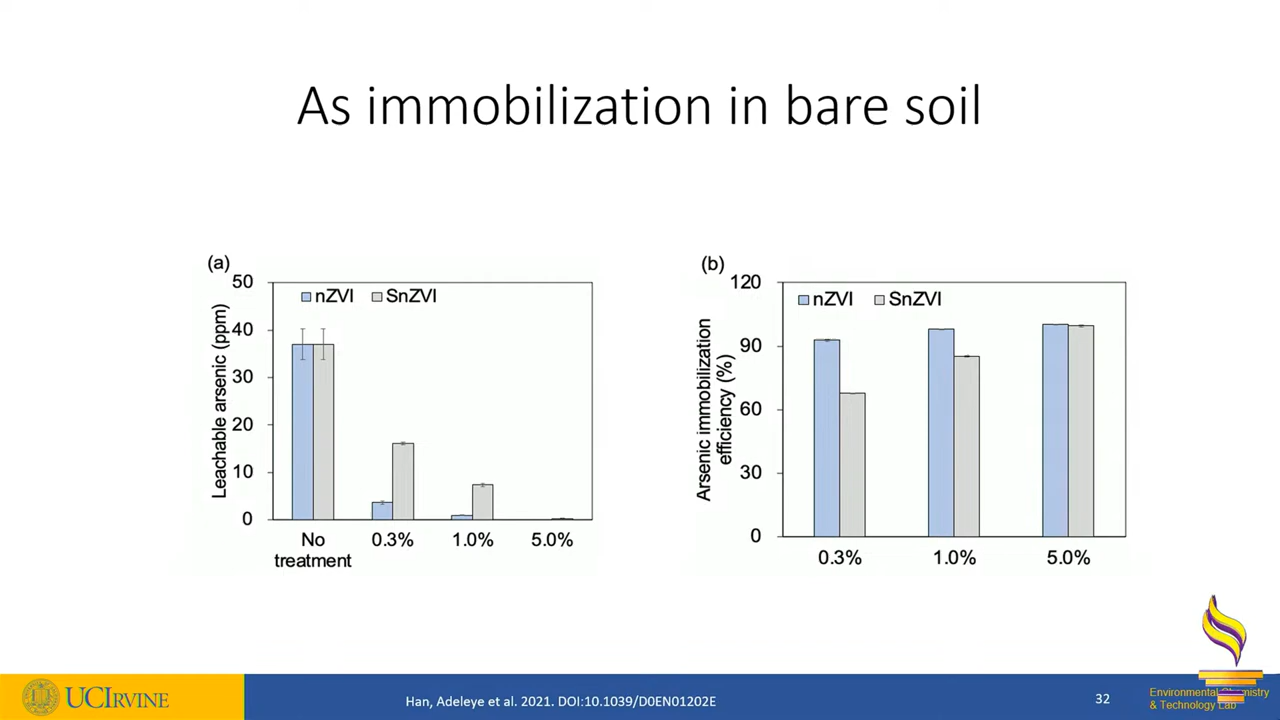 As immobilization in bare soil
(a)
50
40
30
20
10
0
Leachable arsenic (ppm)
nZVI SnZVI
No treatment
0.3%
1.0%
5.0%
(b)
120
90
60
30
0
Arsenic immobilization
efficiency (%)
nZVI SnZVI
0.3%
1.0%
5.0%
UCIRVINE
Han, Adeleye et al. 2021. DOI:10.1039/D0EN01202E
32
Environmental Chemistry
& Technology Lab